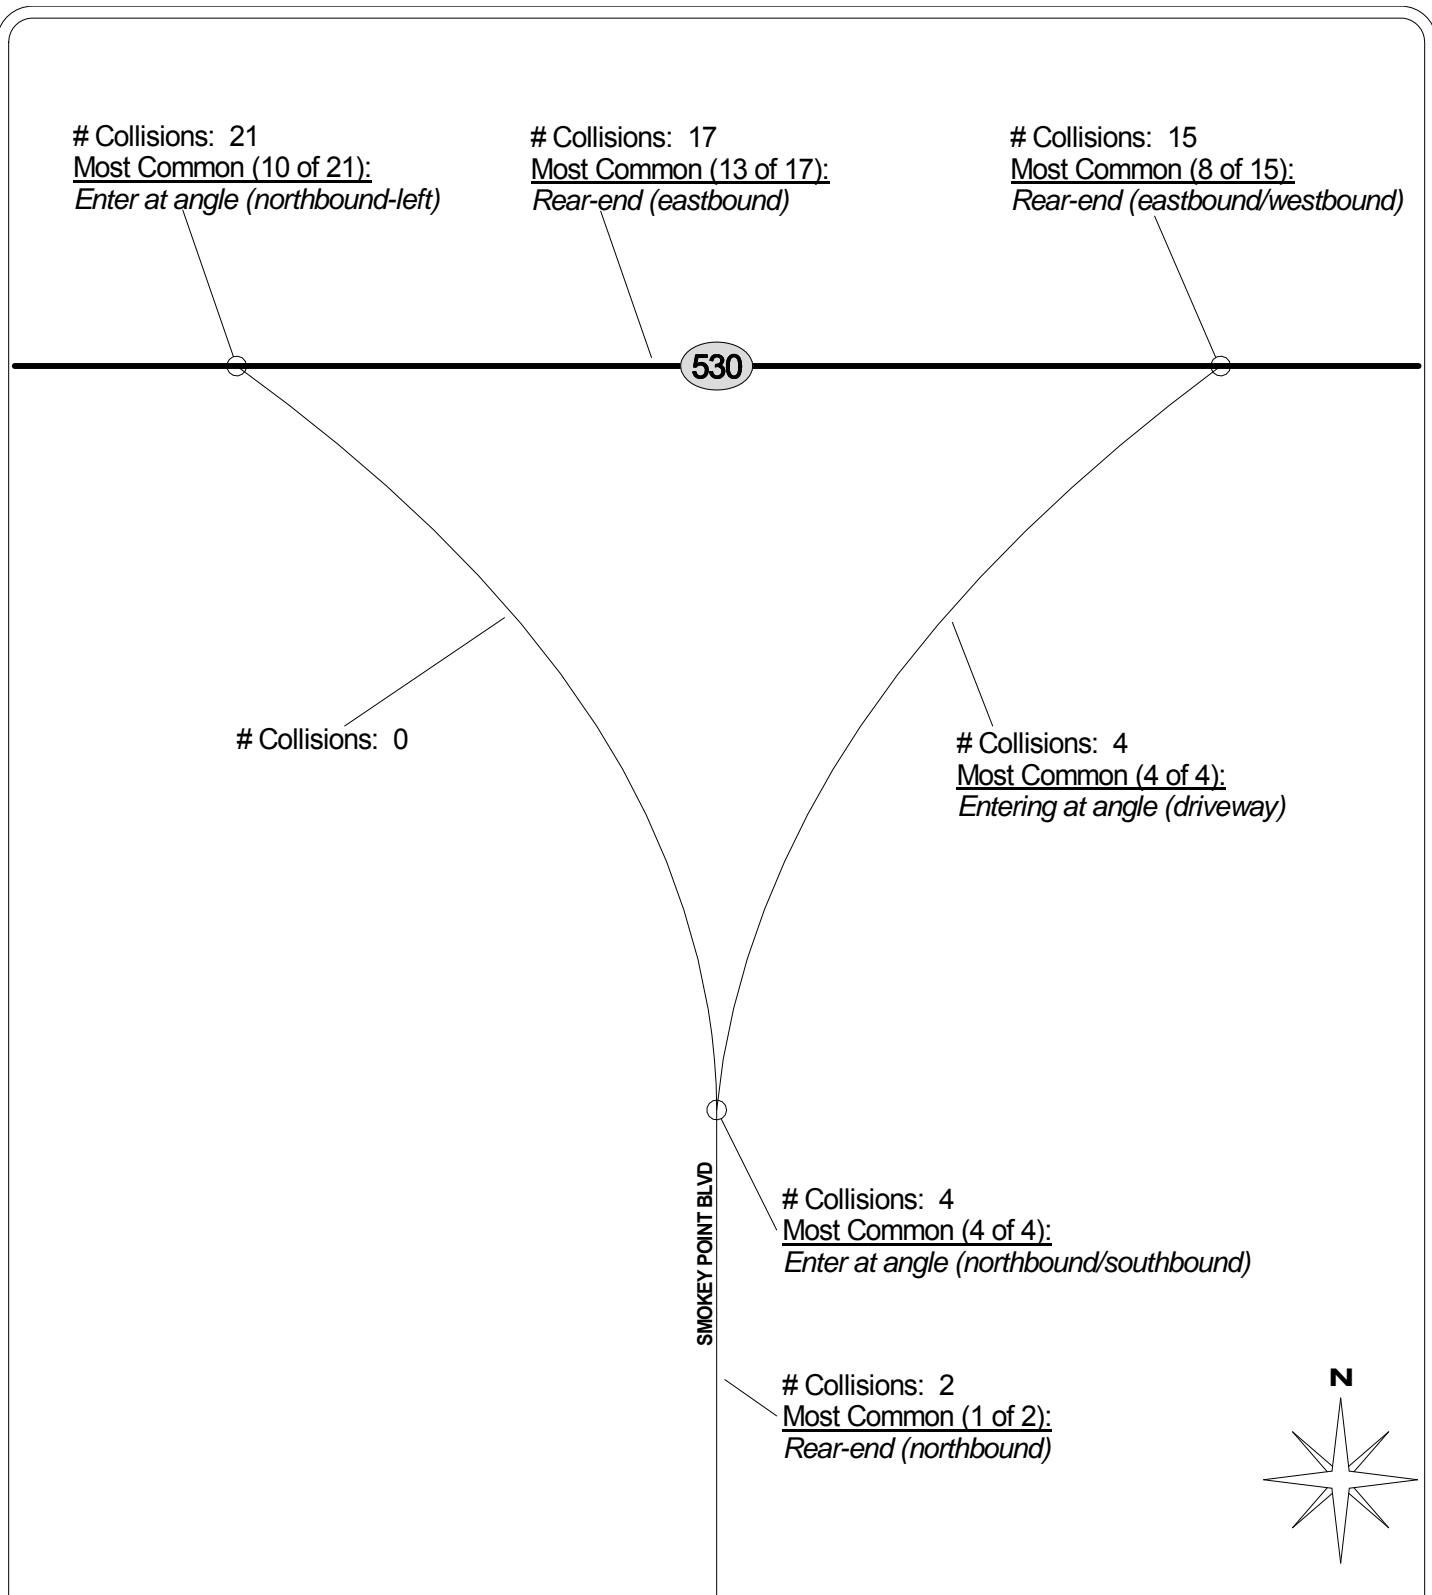 # Collisions: 21
Most Common (10 of 21):
Enter at angle (northbound-left)
# Collisions: 17
Most Common (13 of 17):
Rear-end (eastbound)
# Collisions: 15
Most Common (8 of 15):
Rear-end (eastbound/westbound)
530
# Collisions: 0
# Collisions: 4
Most Common (4 of 4):
Entering at angle (driveway)
SMOKEY POINT BLVD
# Collisions: 4
Most Common (4 of 4):
Enter at angle (northbound/southbound)
# Collisions: 2
Most Common (1 of 2):
Rear-end (northbound)
N